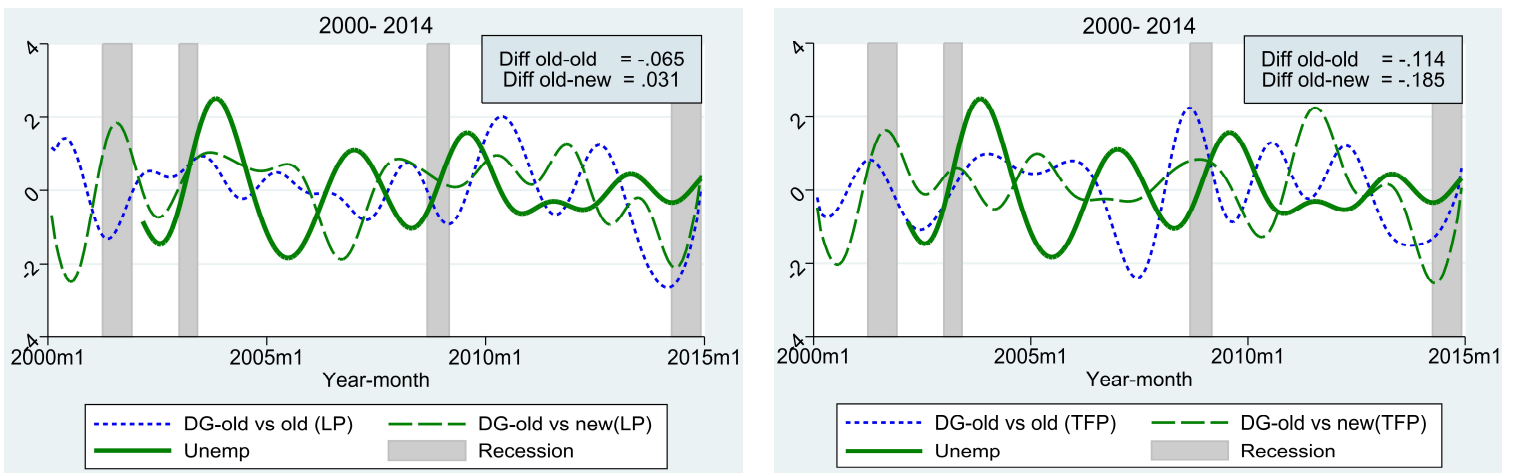 2000- 2014
Diff old-old = -.065
Diff old-new = .031
4
2
0
-2
-4
2000m1 2005m1 2010m1 2015m1
Year-month
DG-old vs old (LP) DG-old vs new(LP)
Unemp Recession
2000- 2014
Diff old-old = -.114
Diff old-new = -.185
4
2
0
-2
-4
2000m1 2005m1 2010m1 2015m1
Year-month
DG-old vs old (TFP) DG-old vs new(TFP)
Unemp Recession